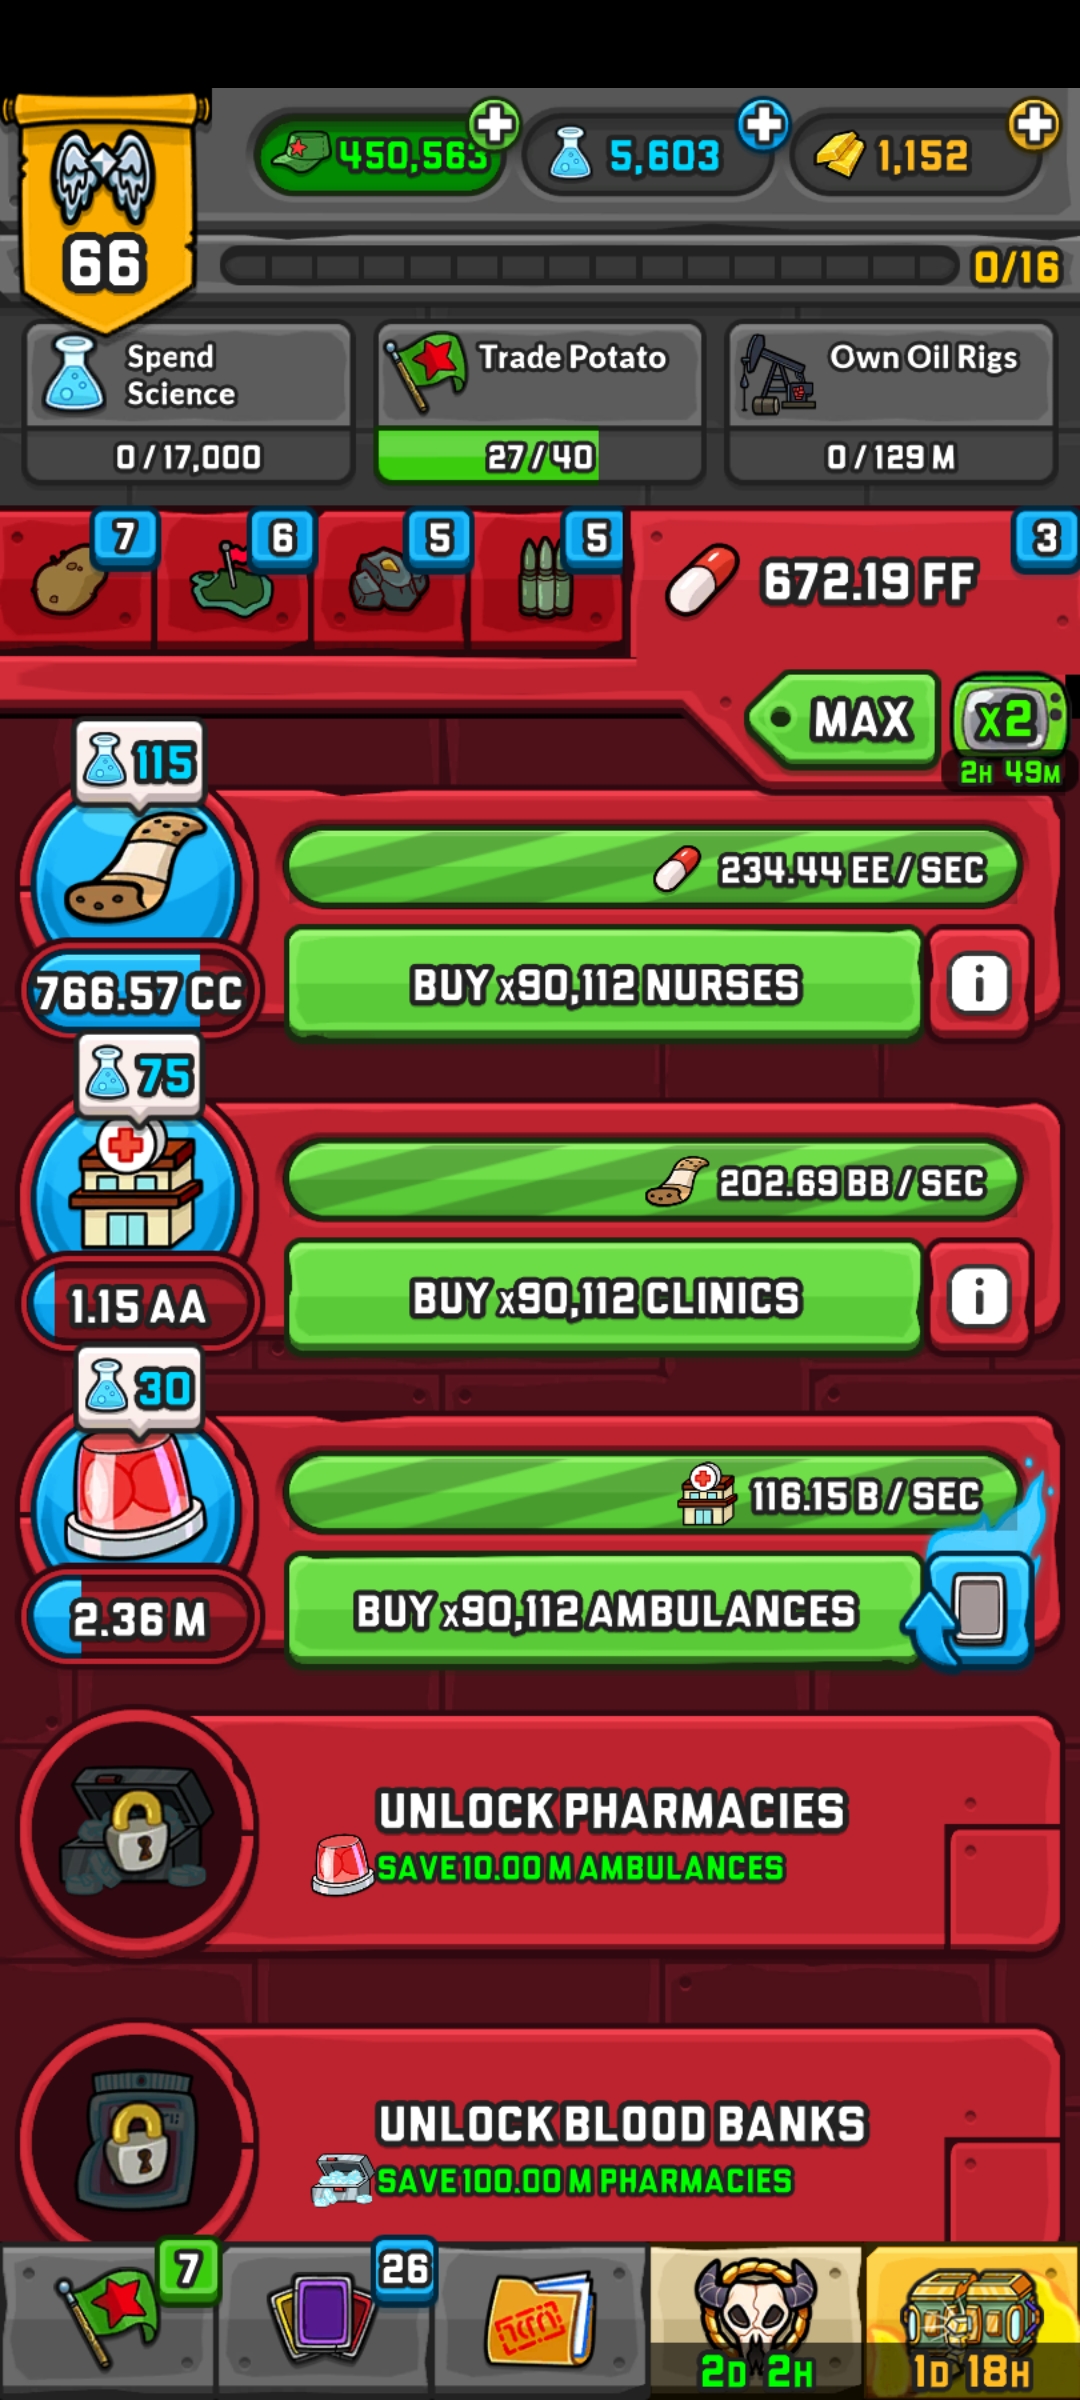 450,563
5,603
1,152
66
0/16
Spend
Science
0/17,000
Trade Potato
27/40
Own Oil Rigs
0/129 M
7
6
5
5
3
672.19 FF
MAX
x2
2H 49M
115
234.44 EE/SEC
766.57 CC
BUY x90,112 NURSES
i
75
202.69 BB/SEC
1.15 AA
BUY x90,112 CLINICS
i
30
116.15 B/SEC
2.36 M
BUY x90,112 AMBULANCES
UNLOCK PHARMACIES
SAVE 10.00 M AMBULANCES
UNLOCK BLOOD BANKS
SAVE 100.00 M PHARMACIES
7
26
2D 2H
1D 18H